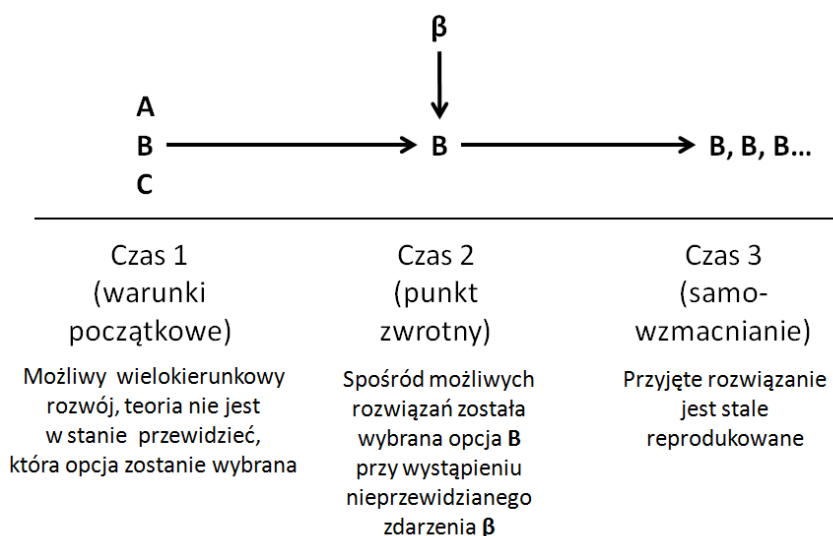 β
A
B
C
B
B, B, B...
Czas 1
(warunki
początkowe)
Możliwy wielokierunkowy
rozwój, teoria nie jest
w stanie przewidzieć,
która opcja zostanie wybrana
Czas 2
(punkt
zwrotny)
Spośród możliwych
rozwiązań została
wybrana opcja B
przy wystąpieniu
nieprzewidzianego
zdarzenia β
Czas 3
(samo-
wzmacnianie)
Przyjęte rozwiązanie
jest stale
reprodukowane